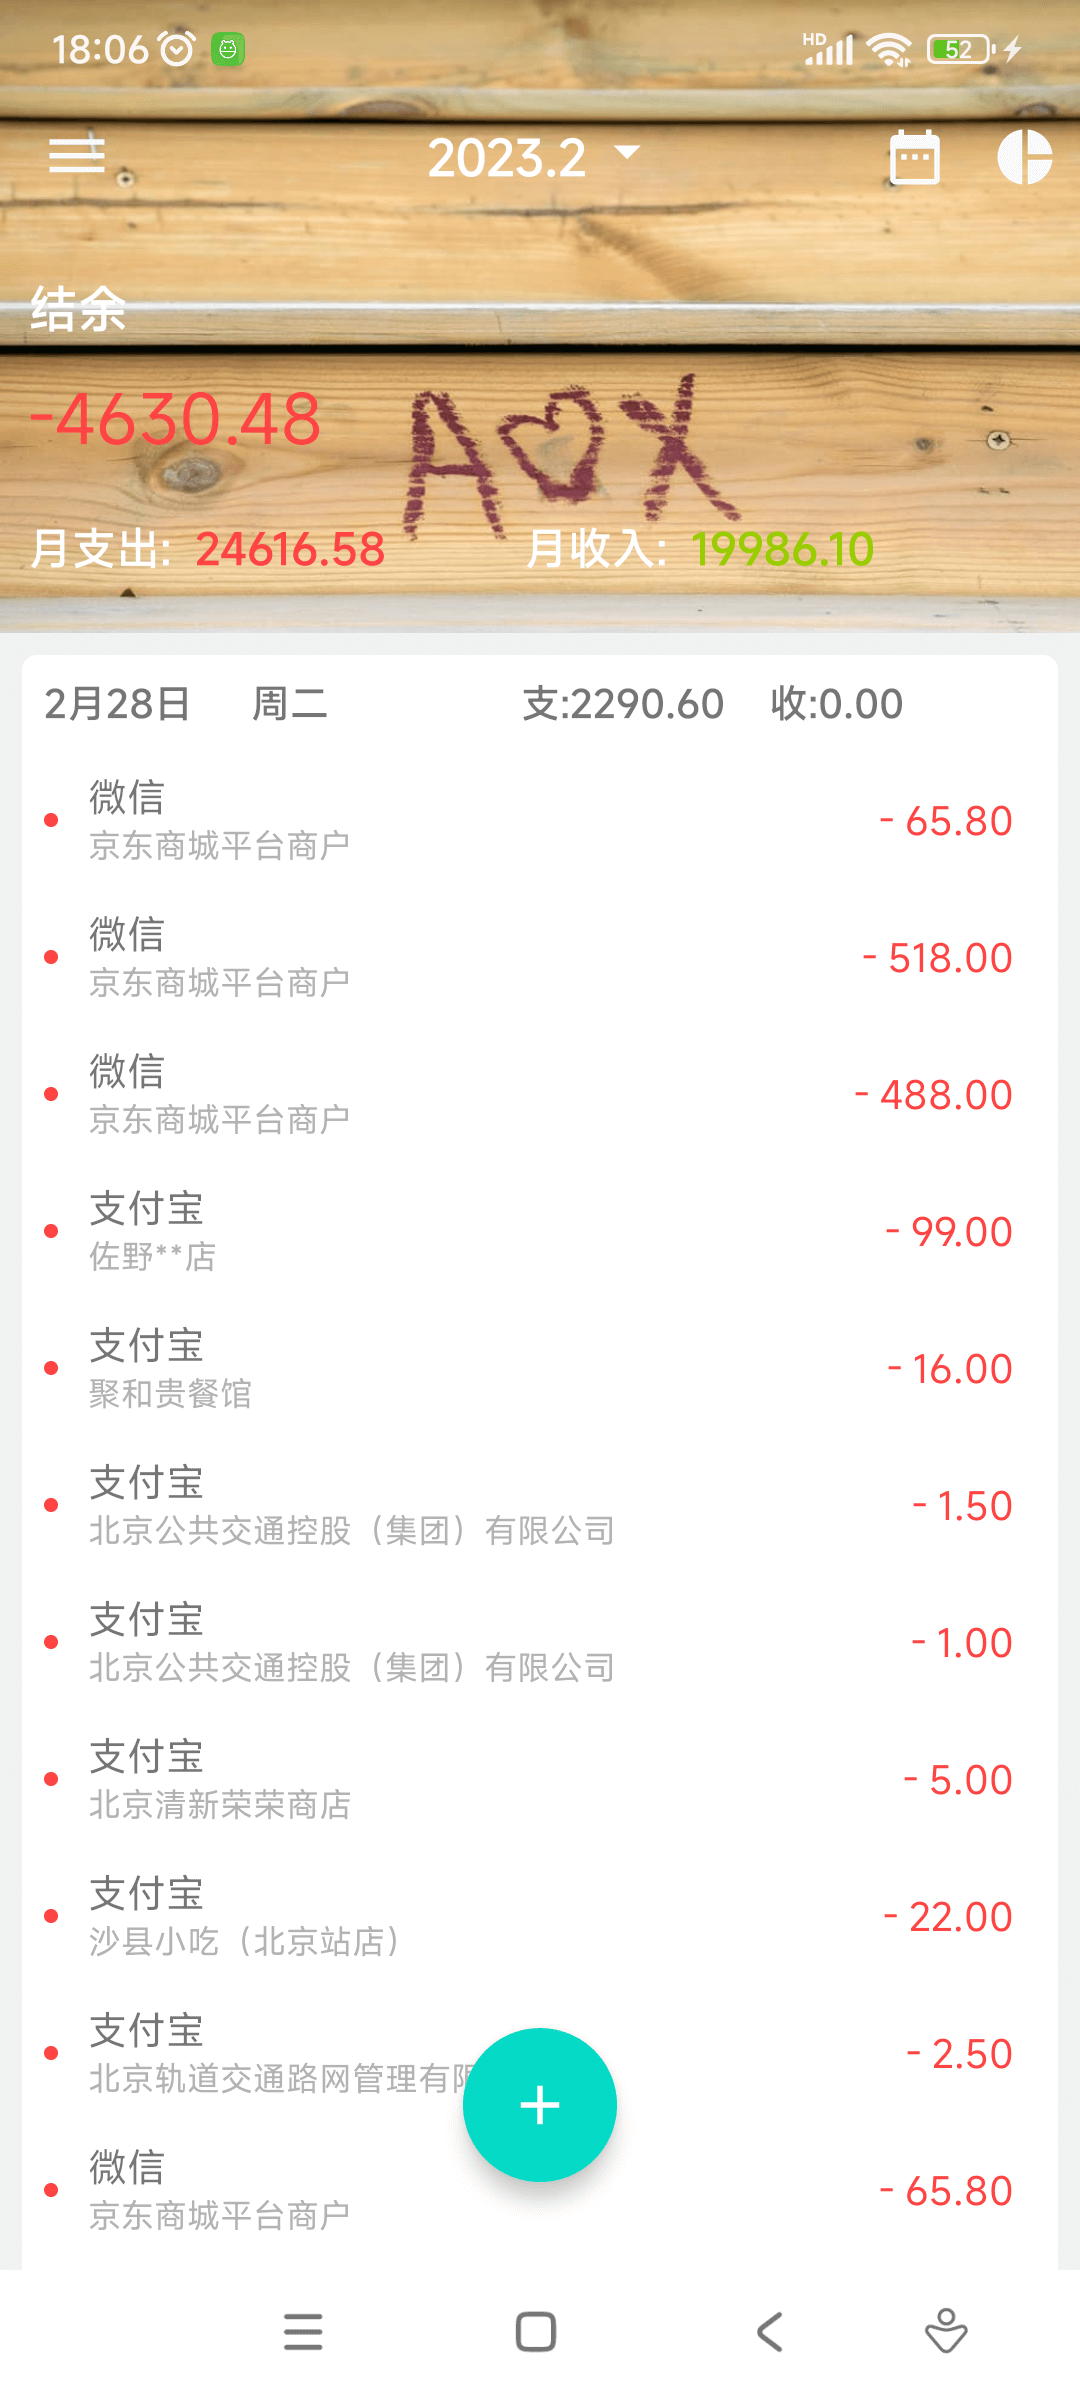 18:06
HD
52
2023.2
结余
-4630.48
A X
月支出: 24616.58 月收入: 19986.10
2月28日 周二 支:2290.60 收:0.00
微信
京东商城平台商户
- 65.80
微信
京东商城平台商户
- 518.00
微信
京东商城平台商户
- 488.00
支付宝
佐野**店
- 99.00
支付宝
聚和贵餐馆
- 16.00
支付宝
北京公共交通控股（集团）有限公司
- 1.50
支付宝
北京公共交通控股（集团）有限公司
- 1.00
支付宝
北京清新荣荣商店
- 5.00
支付宝
沙县小吃（北京站店）
- 22.00
支付宝
北京轨道交通路网管理有限
- 2.50
微信
京东商城平台商户
- 65.80